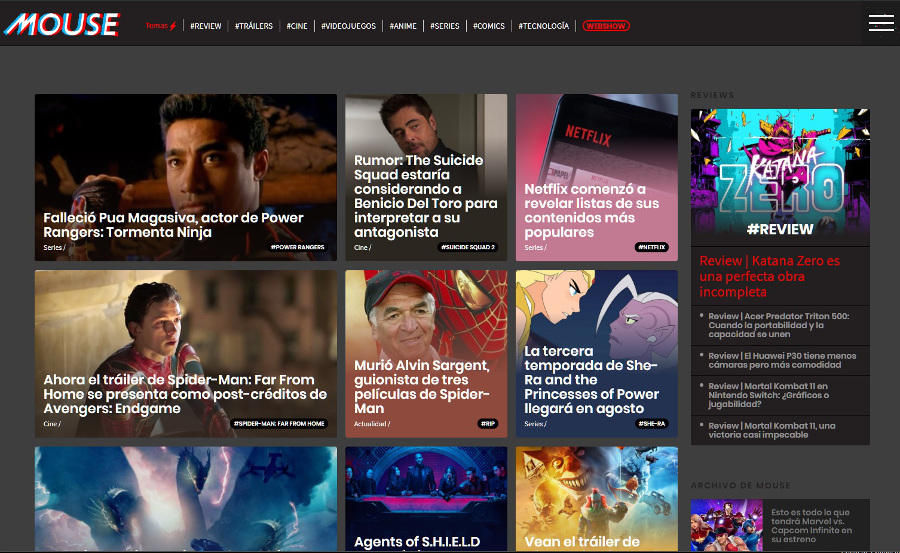 MOUSE
Temas
#REVIEW
#TRÁILERS
#CINE
#VIDEOJUEGOS
#ANIME
#SERIES
#COMICS
#TECNOLOGÍA
WEBSHOW
Falleció Pua Magasiva, actor de Power
Rangers: Tormenta Ninja
Series /
#POWER RANGERS
Rumor: The Suicide
Squad estaría
considerando a
Benicio Del Toro para
interpretar a su
antagonista
Cine /
#SUICIDE SQUAD 2
NETFLIX
Netflix comenzó a
revelar listas de sus
contenidos más
populares
Series /
#NETFLIX
Ahora el tráiler de Spider-Man: Far From
Home se presenta como post-créditos de
Avengers: Endgame
Cine /
#SPIDER-MAN: FAR FROM HOME
Murió Alvin Sargent,
guionista de tres
películas de Spider-
Man
Actualidad /
#RIP
La tercera
temporada de She-
Ra and the
Princesses of Power
llegará en agosto
Series /
#SHE-RA
Agents of S.H.I.E.L.D
Vean el tráiler de
REVIEWS
KATANA
ZERO
#REVIEW
Review | Katana Zero es
una perfecta obra
incompleta
Review | Acer Predator Triton 500:
Cuando la portabilidad y la
capacidad se unen
Review | El Huawei P30 tiene menos
cámaras pero más comodidad
Review | Mortal Kombat 11 en
Nintendo Switch: ¿Gráficos o
jugabilidad?
Review | Mortal Kombat 11, una
victoria casi impecable
ARCHIVO DE MOUSE
Esto es todo lo que
tendrá Marvel vs.
Capcom Infinite en
su estreno